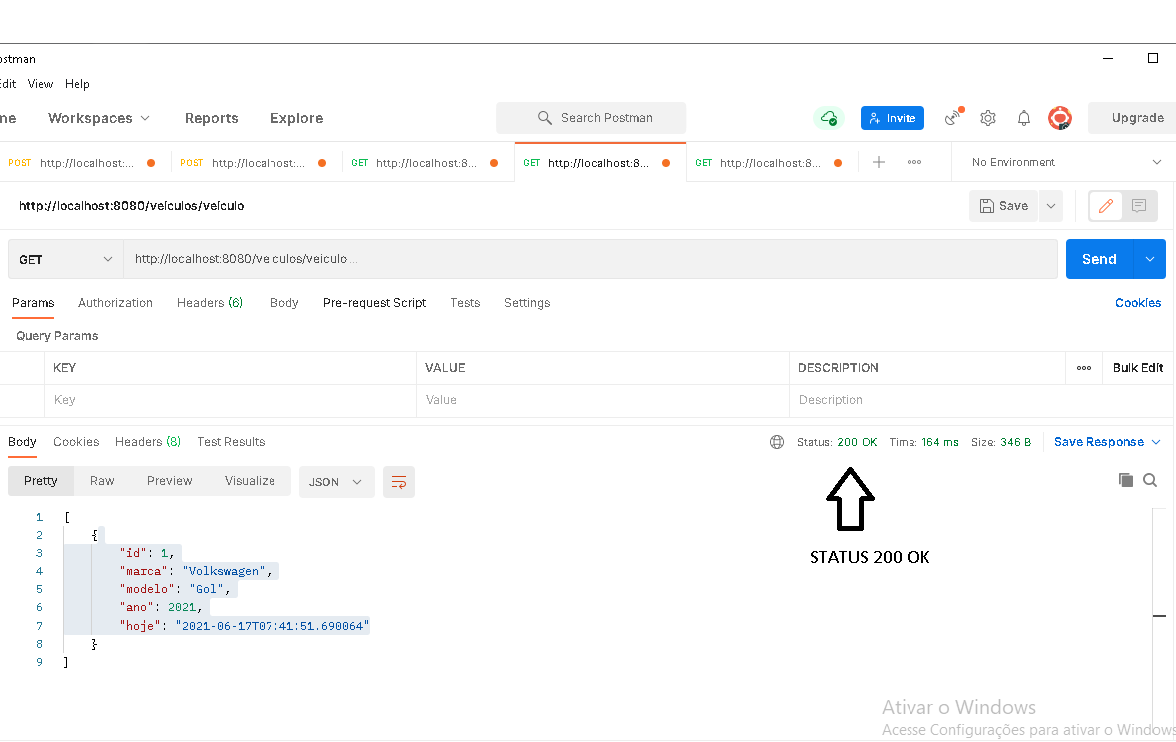 ostman
Edit View Help
me Workspaces Reports Explore Search Postman Invite Upgrade
POST http://localhost:... POST http://localhost:... GET http://localhost:8... GET http://localhost:8... GET http://localhost:8... + ooo No Environment
http://localhost:8080/veiculos/veiculo Save
GET http://localhost:8080/ve culos/veiculo ... Send
Params Authorization Headers (6) Body Pre-request Script Tests Settings Cookies
Query Params
KEY VALUE DESCRIPTION ooo Bulk Edit
Key Value Description
Body Cookies Headers (8) Test Results Status: 200 OK Time: 164 ms Size: 346 B Save Response
Pretty Raw Preview Visualize JSON
1 [
2 {
3 "id": 1,
4 "marca": "Volkswagen",
5 "modelo": "Gol",
6 "ano": 2021,
7 "hoje": "2021-06-17T07:41:51.690064"
8 }
9 ]
STATUS 200 OK
Ativar o Windows
Acesse Configurações para ativar o Windows